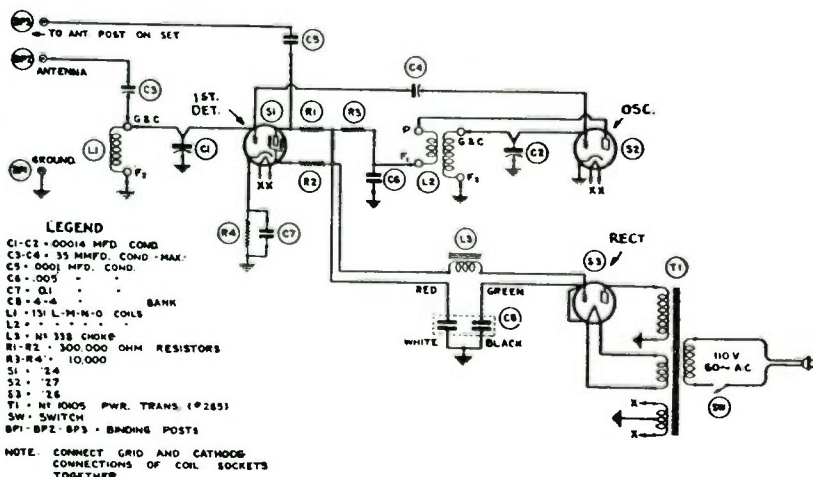 BP3
← TO ANT POST ON SET
C5
BP2
ANTENNA
C3
C4
1ST. DET.
S1
R1
R3
OSC.
G&C
L1
C1
F2
BP1
GROUND
R2
XX
P
G&C
F1
L2
F2
C2
S2
XX
C6
R4
C7
LEGEND
C1-C2 = .00014 MFD. COND
C3-C4 = 35 MMFD. COND - MAX.
C5 = .0001 MFD. COND.
C6 = .005 " "
C7 = 0.1 " "
C8 = 4-4 " BANK
L1 = 131 L-M-N-O COILS
L2 = " " " " "
L3 = Nº 338 CHOKE
R1-R2 = 300,000 OHM RESISTORS
R3-R4 = 10,000
S1 = '24
S2 = '27
S3 = '26
T1 = Nº 10105 PWR. TRANS. (#265)
SW = SWITCH
BP1-BP2-BP3 = BINDING POSTS
NOTE. CONNECT GRID AND CATHODE
CONNECTIONS OF COIL SOCKETS
TOGETHER
L3
S3
RECT
T1
RED
GREEN
C8
WHITE
BLACK
110 V
60~ A.C
SW
X
X